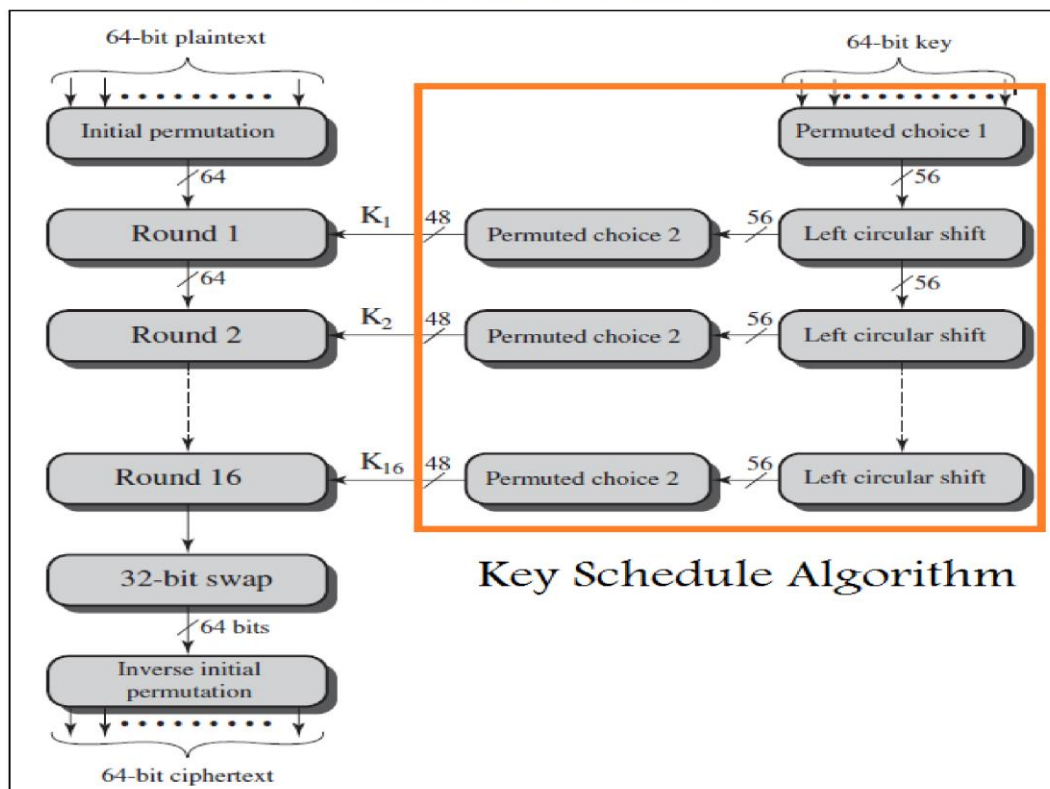 64-bit plaintext
64-bit key
Initial permutation
Permuted choice 1
64
56
Round 1
K1
48
Permuted choice 2
56
Left circular shift
64
56
Round 2
K2
48
Permuted choice 2
56
Left circular shift
Round 16
K16
48
Permuted choice 2
56
Left circular shift
32-bit swap
Key Schedule Algorithm
64 bits
Inverse initial
permutation
64-bit ciphertext